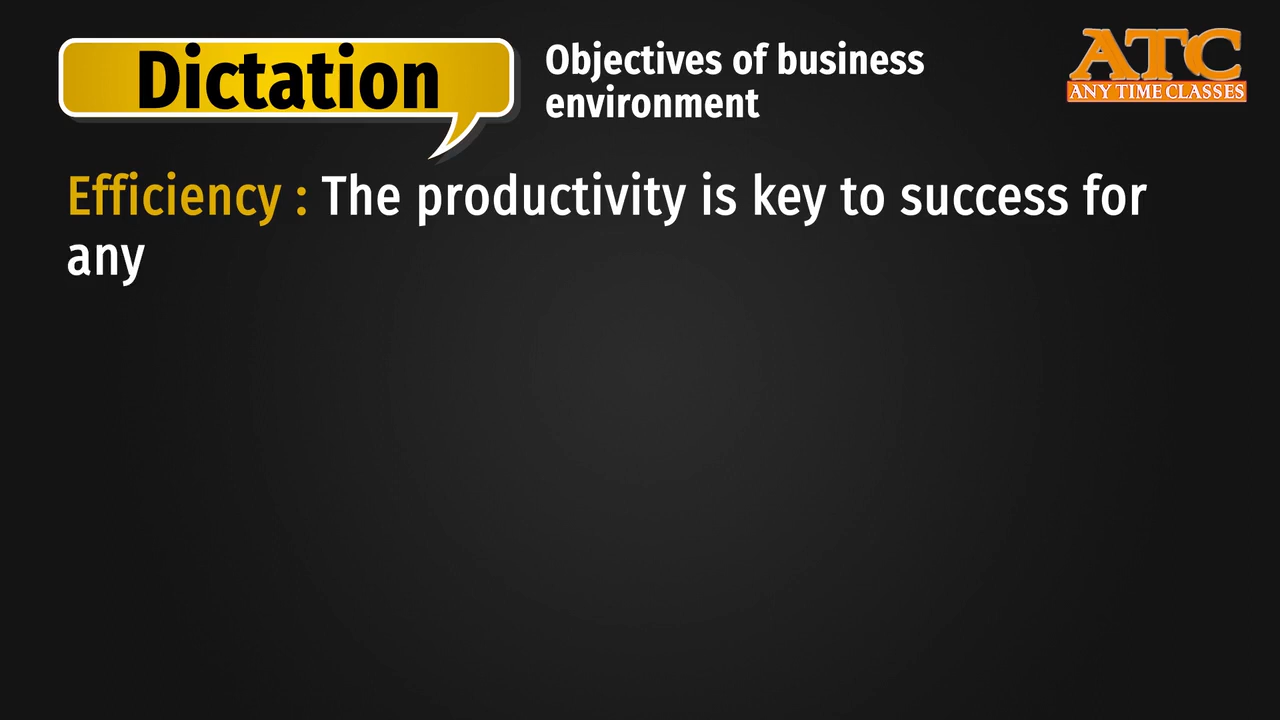 Dictation
Objectives of business
environment
ATC
ANY TIME CLASSES
Efficiency : The productivity is key to success for
any